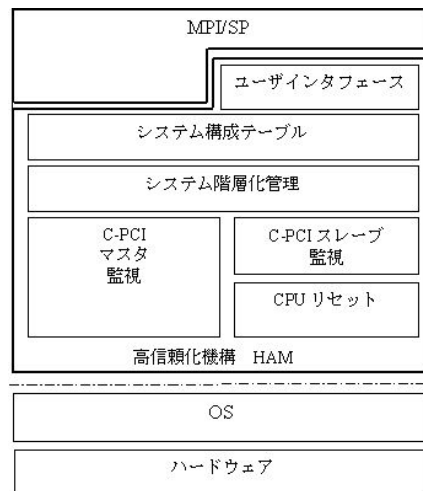 MPI/SP
ユーザインタフェース
システム構成テーブル
システム階層化管理
C-PCI
マスタ
監視
C-PCIスレーブ
監視
CPUリセット
高信頼化機構 HAM
OS
ハードウェア